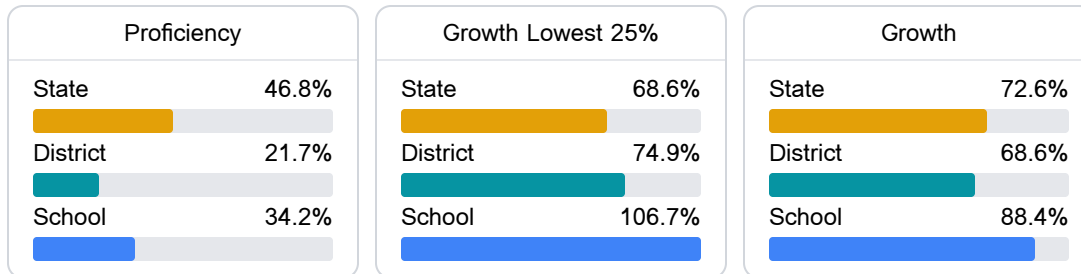 Proficiency
State 46.8%
District 21.7%
School 34.2%
Growth Lowest 25%
State 68.6%
District 74.9%
School 106.7%
Growth
State 72.6%
District 68.6%
School 88.4%